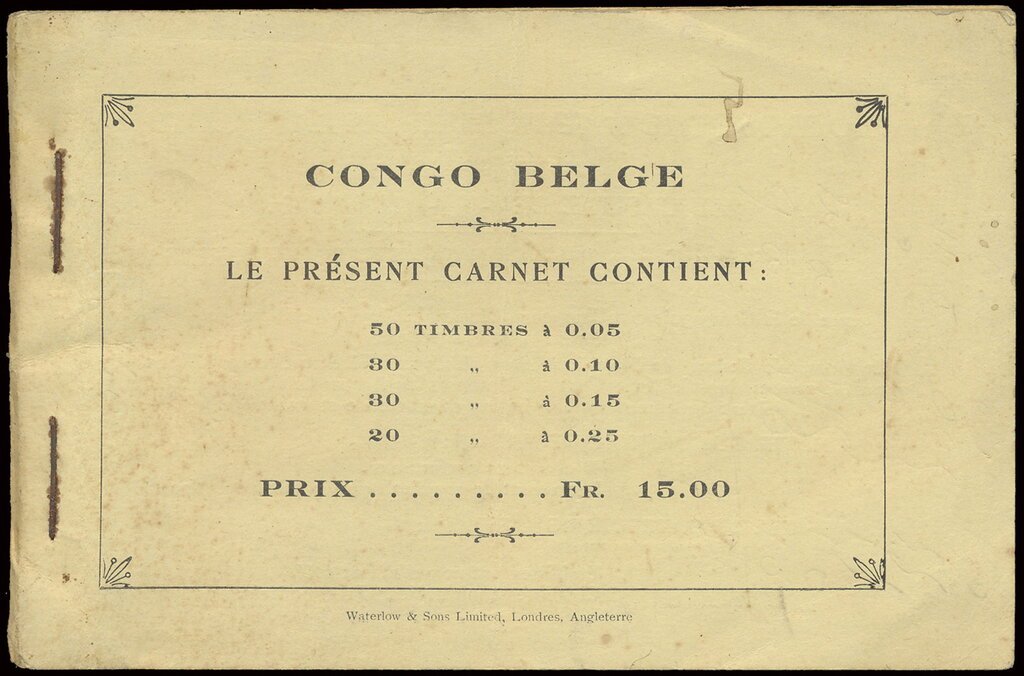 CONGO BELGE
LE PRÉSENT CARNET CONTIENT:
50 TIMBRES à 0.05
30 „ à 0.10
30 „ à 0.15
20 „ à 0.25
PRIX . . . . . . . . . . FR. 15.00
Waterlow & Sons Limited, Londres, Angleterre